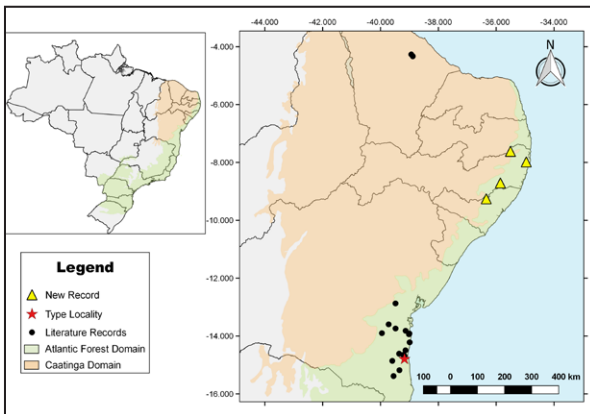 -44.000 -42.000 -40.000 -38.000 -36.000 -34.000
-4.000
N
-6.000
-8.000
-10.000
-12.000
-14.000
-16.000
Legend
New Record
Type Locality
Literature Records
Atlantic Forest Domain
Caatinga Domain
100 0 100 200 300 400 km